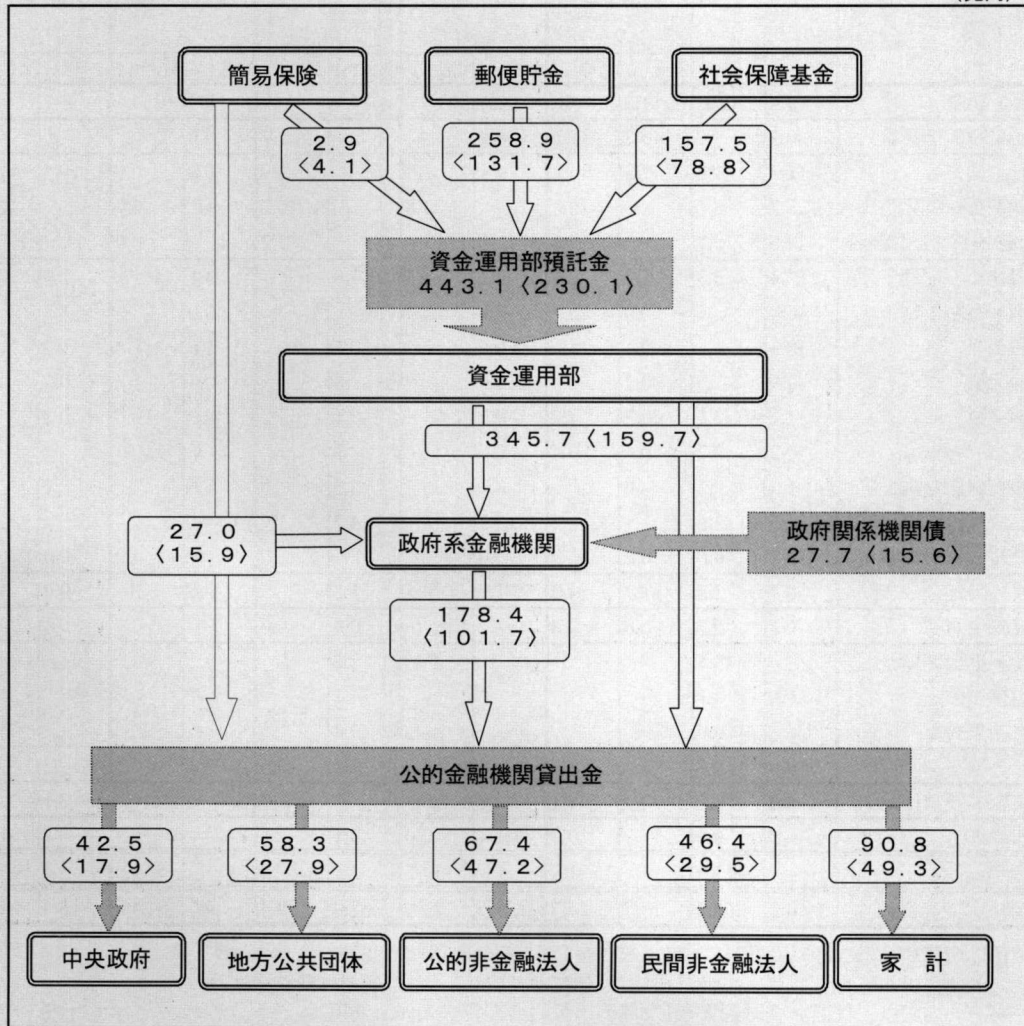 簡易保険
郵便貯金
社会保障基金
2.9
〈4.1〉
258.9
〈131.7〉
157.5
〈78.8〉
資金運用部預託金
443.1〈230.1〉
資金運用部
345.7〈159.7〉
27.0
〈15.9〉
政府系金融機関
政府関係機関債
27.7〈15.6〉
178.4
〈101.7〉
公的金融機関貸出金
42.5
〈17.9〉
58.3
〈27.9〉
67.4
〈47.2〉
46.4
〈29.5〉
90.8
〈49.3〉
中央政府
地方公共団体
公的非金融法人
民間非金融法人
家 計